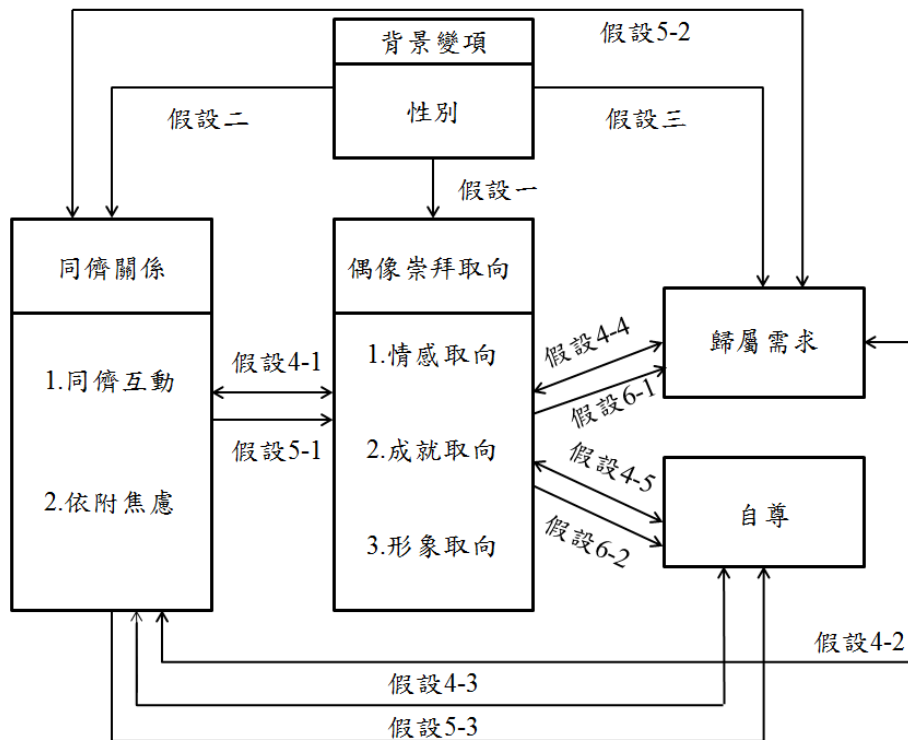 假設5-2
背景變項
性別
假設二
假設三
假設一
同儕關係
1.同儕互動
2.依附焦慮
假設4-1
假設5-1
偶像崇拜取向
1.情感取向
2.成就取向
3.形象取向
假設4-4
假設6-1
歸屬需求
假設4-5
假設6-2
自尊
假設4-2
假設4-3
假設5-3